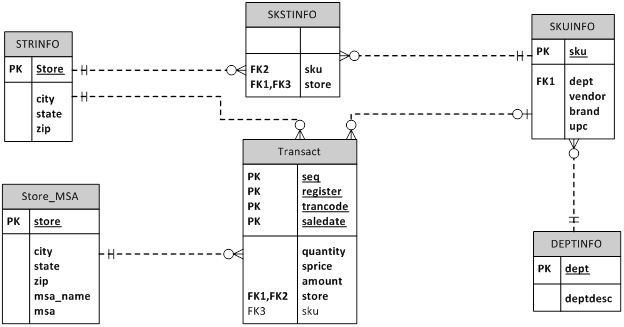 SKSTINFO
FK2 sku
FK1,FK3 store
SKUINFO
PK sku
FK1 dept
vendor
brand
upc
STRINFO
PK Store
city
state
zip
Transact
PK seq
PK register
PK trancode
PK saledate
quantity
sprice
amount
FK1,FK2 store
FK3 sku
Store_MSA
PK store
city
state
zip
msa_name
msa
DEPTINFO
PK dept
deptdesc